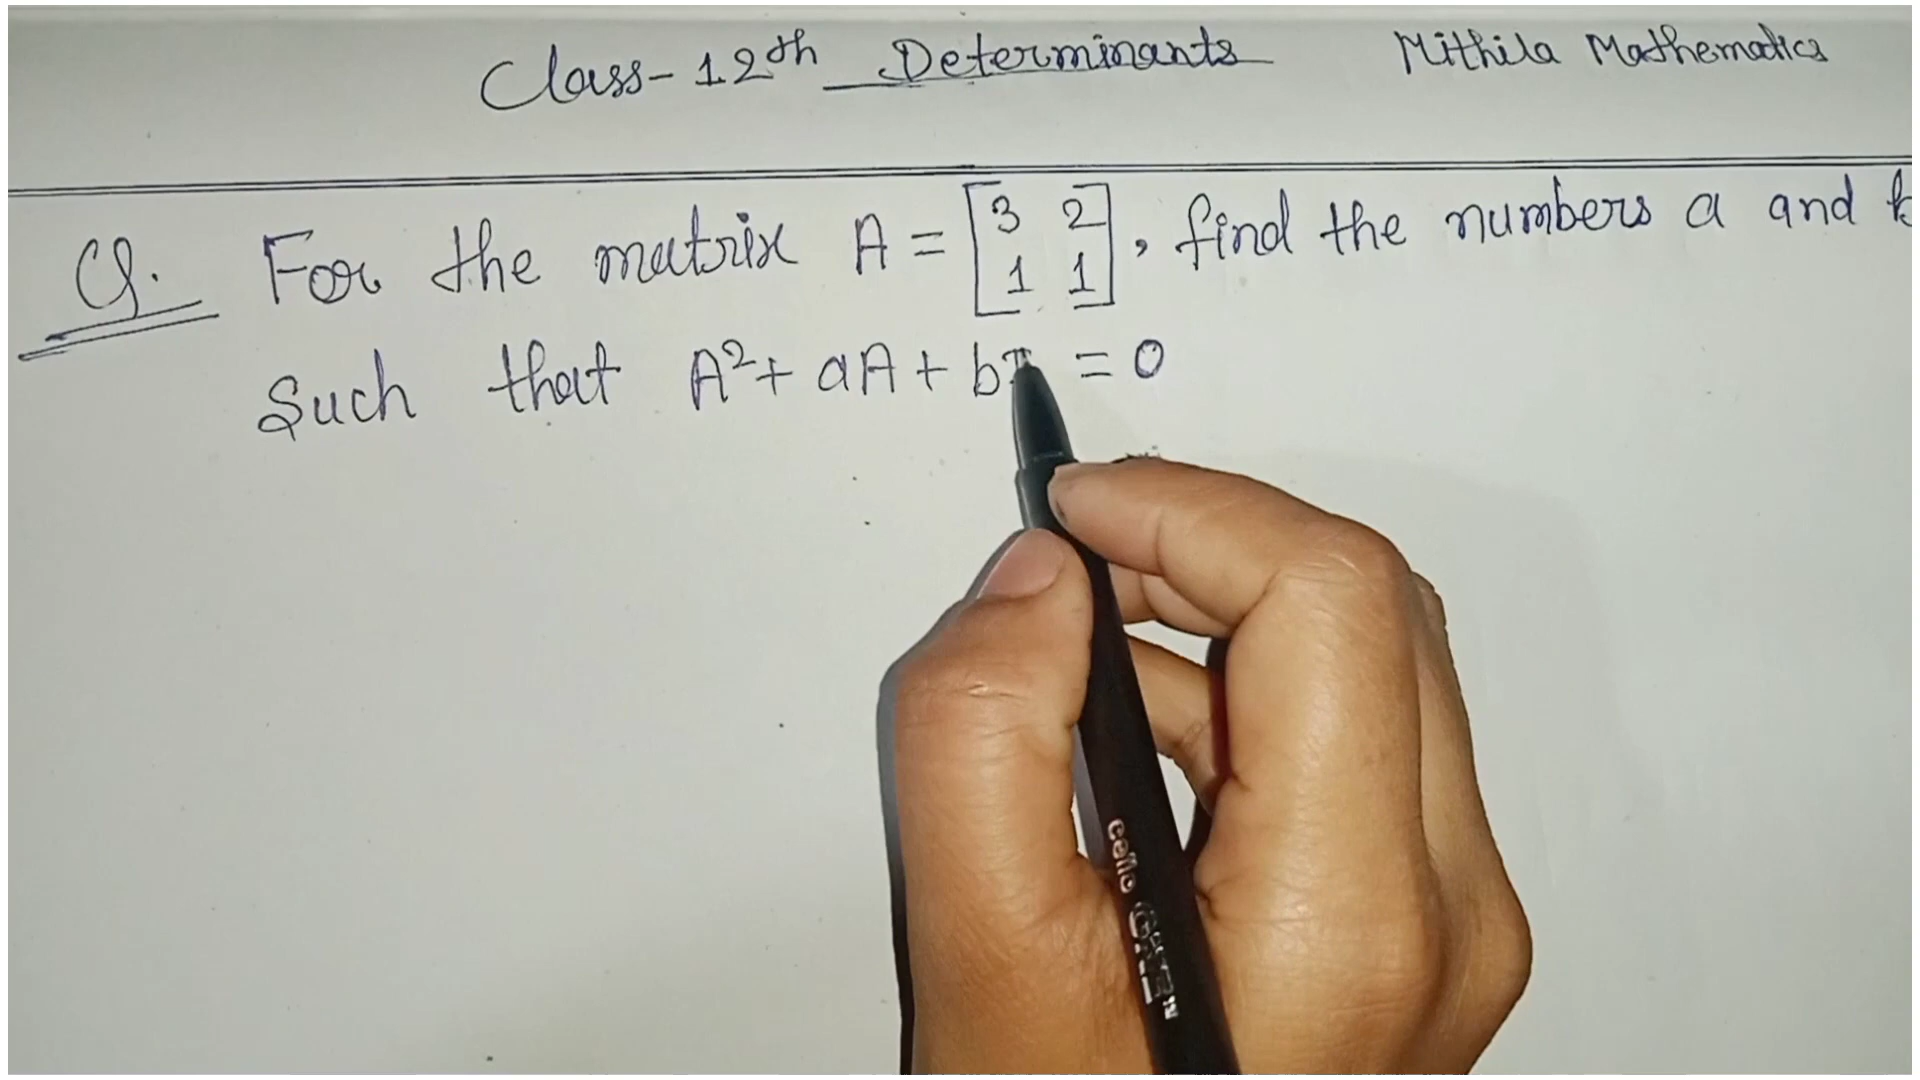 Class-12th Determinants Mithila Mathematics
Q. For the matrix A = [3 2
1 1], find the numbers a and b
Such that A²+ aA + bI = 0
cello